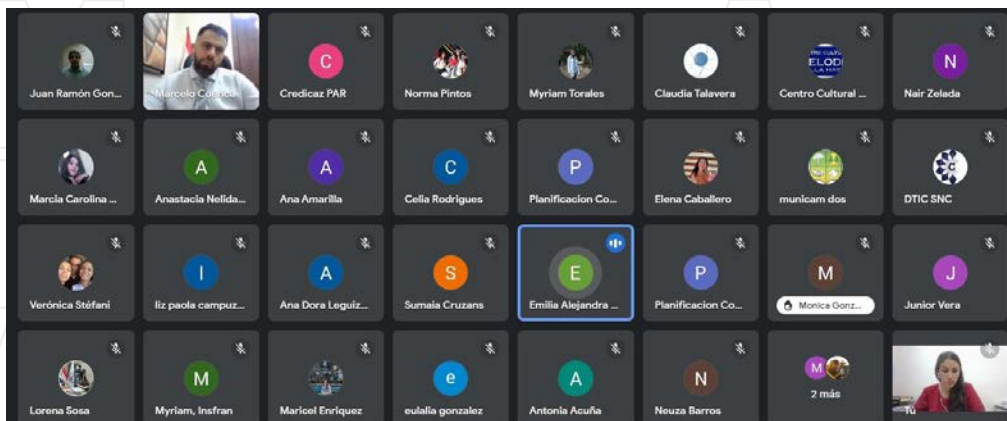 Juan Ramón Gon...
Marcelo Cuenca
C
Credicaz PAR
Norma Pintos
Myriam Torales
Claudia Talavera
ELODI
LA HAY
Centro Cultural ...
N
Nair Zelada
Marcia Carolina ...
A
Anastacia Nelida...
A
Ana Amarilla
C
Celia Rodrigues
P
Planificacion Co...
Elena Caballero
municam dos
DTIC SNC
Verónica Stéfani
I
liz paola campuz...
A
Ana Dora Leguiz...
S
Sumaia Cruzans
E
Emilia Alejandra ...
P
Planificacion Co...
M
Monica Gonz...
J
Junior Vera
Lorena Sosa
M
Myriam, Insfran
Maricel Enriquez
e
eulalia gonzalez
A
Antonia Acuña
N
Neuza Barros
M
2 más
Tú